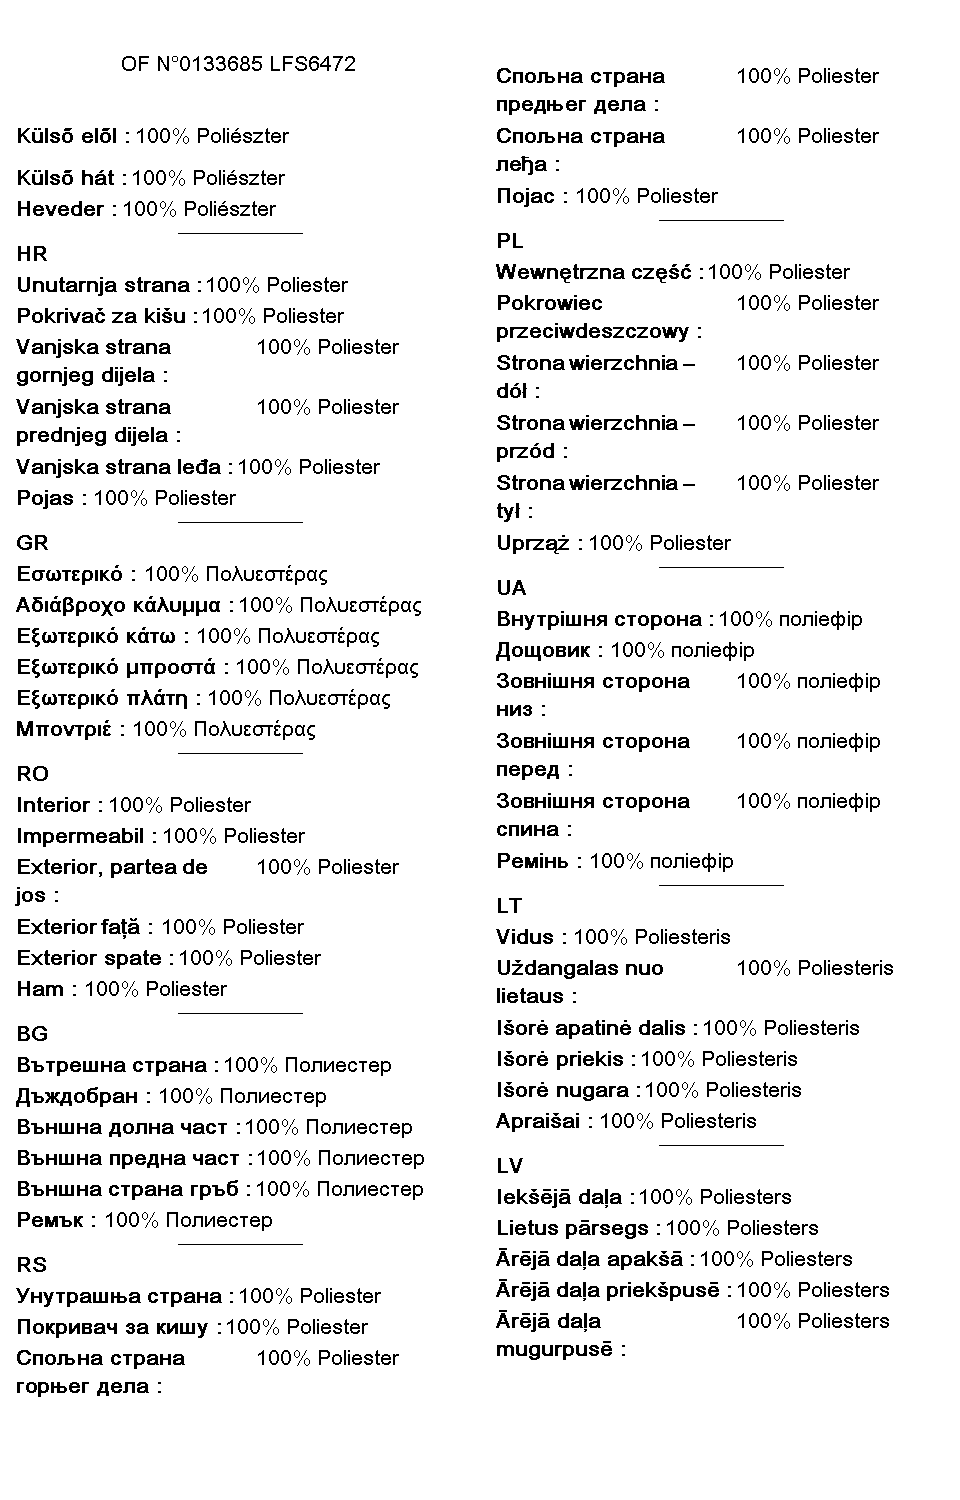 OF N°0133685 LFS6472
Külsõ elõl : 100% Poliészter
Külsõ hát : 100% Poliészter
Heveder : 100% Poliészter
HR
Unutarnja strana : 100% Poliester
Pokrivač za kišu : 100% Poliester
Vanjska strana 100% Poliester
gornjeg dijela :
Vanjska strana 100% Poliester
prednjeg dijela :
Vanjska strana leđa : 100% Poliester
Pojas : 100% Poliester
GR
Εσωτερικό : 100% Πολυεστέρας
Αδιάβροχο κάλυμμα : 100% Πολυεστέρας
Εξωτερικό κάτω : 100% Πολυεστέρας
Εξωτερικό μπροστά : 100% Πολυεστέρας
Εξωτερικό πλάτη : 100% Πολυεστέρας
Μποντριέ : 100% Πολυεστέρας
RO
Interior : 100% Poliester
Impermeabil : 100% Poliester
Exterior, partea de 100% Poliester
jos :
Exterior față : 100% Poliester
Exterior spate : 100% Poliester
Ham : 100% Poliester
BG
Вътрешна страна : 100% Полиестер
Дъждобран : 100% Полиестер
Външна долна част : 100% Полиестер
Външна предна част : 100% Полиестер
Външна страна гръб : 100% Полиестер
Ремък : 100% Полиестер
RS
Унутрашња страна : 100% Poliester
Покривач за кишу : 100% Poliester
Спољна страна 100% Poliester
горњег дела :
Спољна страна 100% Poliester
предњег дела :
Спољна страна 100% Poliester
леђа :
Појас : 100% Poliester
PL
Wewnętrzna część : 100% Poliester
Pokrowiec 100% Poliester
przeciwdeszczowy :
Strona wierzchnia – 100% Poliester
dół :
Strona wierzchnia – 100% Poliester
przód :
Strona wierzchnia – 100% Poliester
tył :
Uprząż : 100% Poliester
UA
Внутрішня сторона : 100% поліефір
Дощовик : 100% поліефір
Зовнішня сторона 100% поліефір
низ :
Зовнішня сторона 100% поліефір
перед :
Зовнішня сторона 100% поліефір
спина :
Ремінь : 100% поліефір
LT
Vidus : 100% Poliesteris
Uždangalas nuo 100% Poliesteris
lietaus :
Išorė apatinė dalis : 100% Poliesteris
Išorė priekis : 100% Poliesteris
Išorė nugara : 100% Poliesteris
Apraišai : 100% Poliesteris
LV
Iekšējā daļa : 100% Poliesters
Lietus pārsegs : 100% Poliesters
Ārējā daļa apakšā : 100% Poliesters
Ārējā daļa priekšpusē : 100% Poliesters
Ārējā daļa 100% Poliesters
mugurpusē :